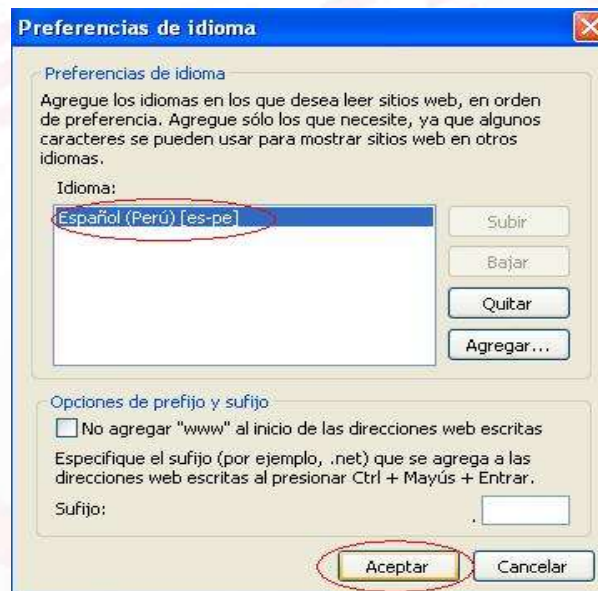 Preferencias de idioma
Preferencias de idioma
Agregue los idiomas en los que desea leer sitios web, en orden
de preferencia. Agregue sólo los que necesite, ya que algunos
caracteres se pueden usar para mostrar sitios web en otros
idiomas.
Idioma:
Español (Perú) [es-pe]
Subir
Bajar
Quitar
Agregar...
Opciones de prefijo y sufijo
No agregar "www" al inicio de las direcciones web escritas
Especifique el sufijo (por ejemplo, .net) que se agrega a las
direcciones web escritas al presionar Ctrl + Mayús + Entrar.
Sufijo: .
Aceptar Cancelar